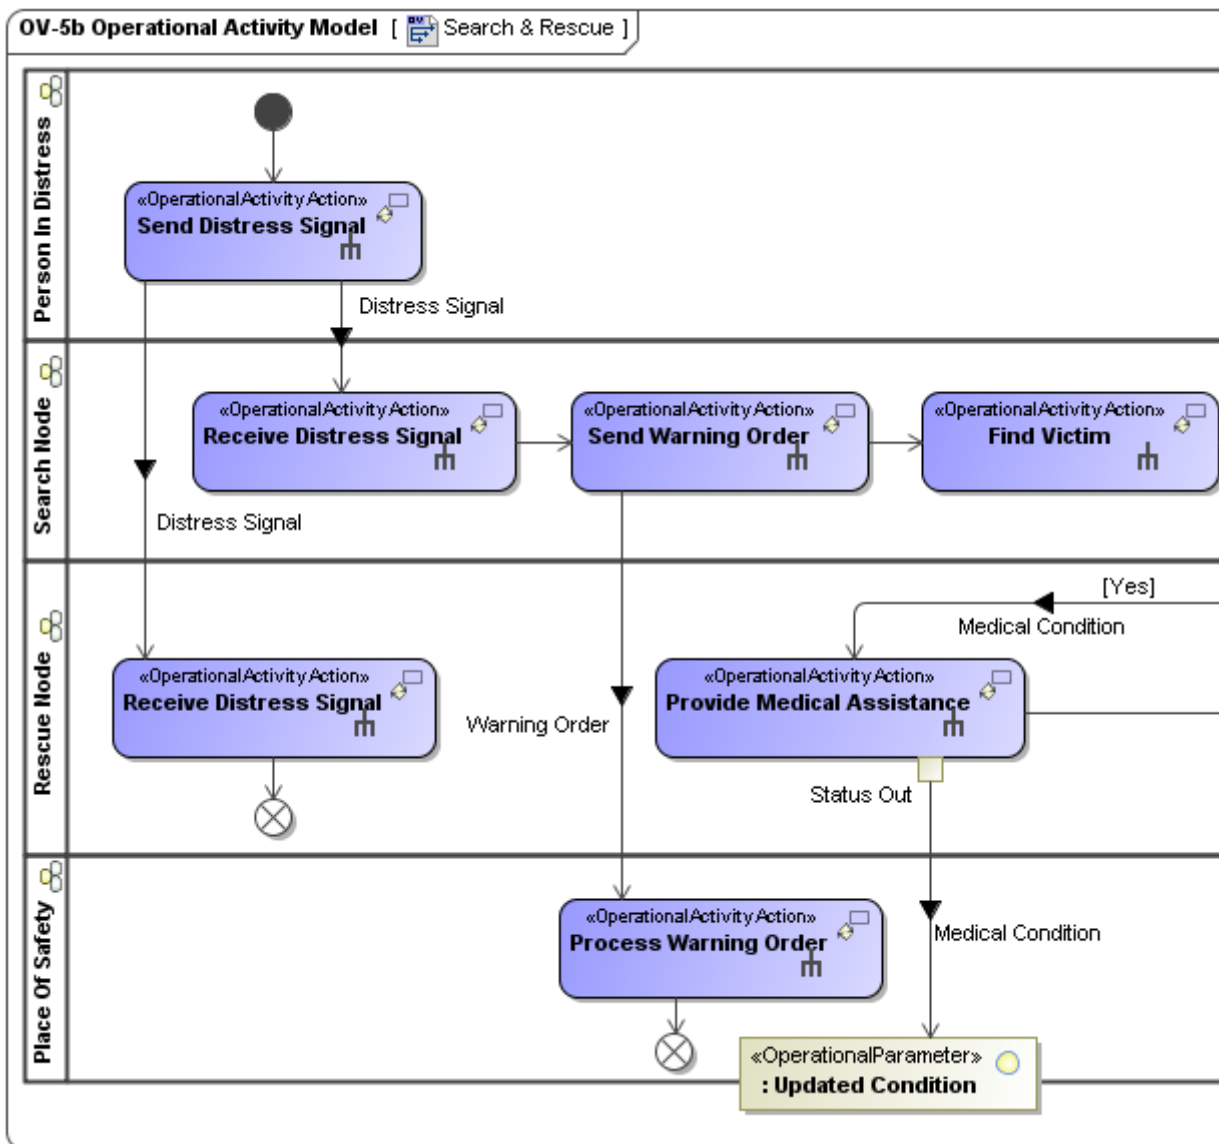 OV-5b Operational Activity Model [ Search & Rescue ]
Person In Distress
«OperationalActivityAction»
Send Distress Signal
Distress Signal
Search Node
«OperationalActivityAction»
Receive Distress Signal
«OperationalActivityAction»
Send Warning Order
«OperationalActivityAction»
Find Victim
Distress Signal
Rescue Node
[Yes]
Medical Condition
«OperationalActivityAction»
Receive Distress Signal
«OperationalActivityAction»
Provide Medical Assistance
Warning Order
Status Out
Place Of Safety
«OperationalActivityAction»
Process Warning Order
Medical Condition
«OperationalParameter»
: Updated Condition